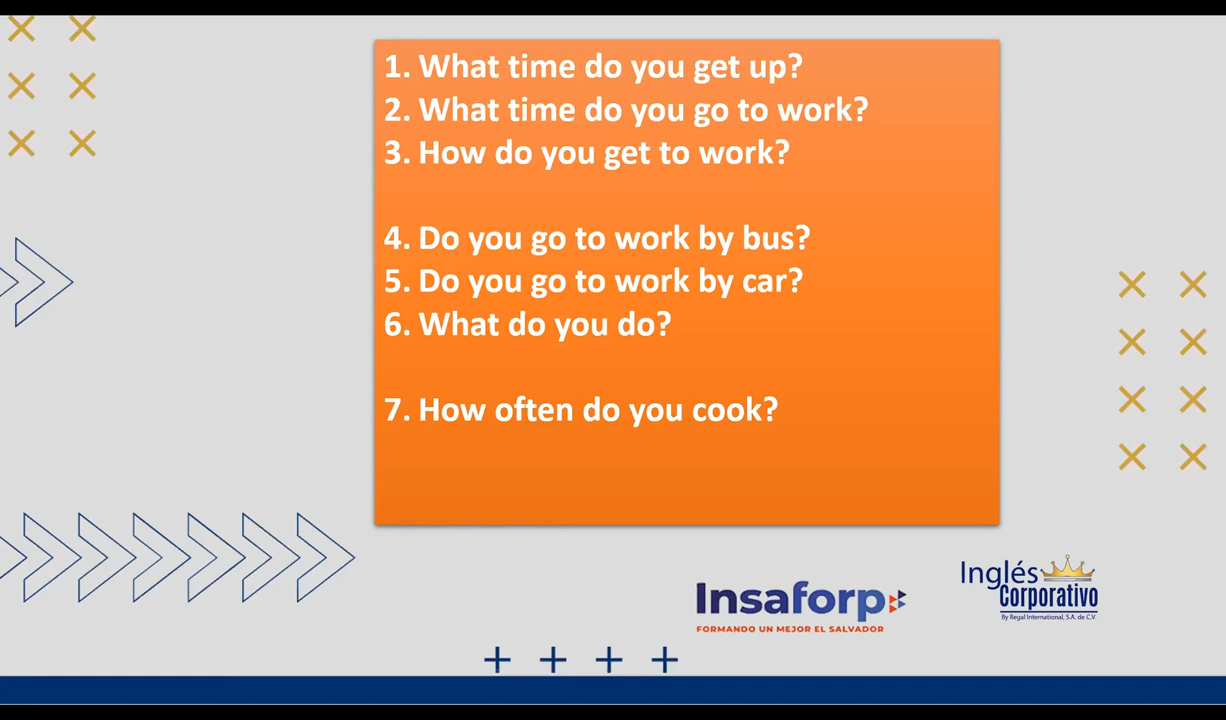 1. What time do you get up?
2. What time do you go to work?
3. How do you get to work?
4. Do you go to work by bus?
5. Do you go to work by car?
6. What do you do?
7. How often do you cook?
Insaforp
FORMANDO UN MEJOR EL SALVADOR
Inglés
Corporativo
By Regal International, S.A. de C.V.